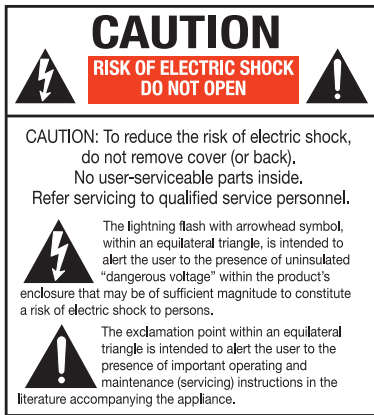 CAUTION
RISK OF ELECTRIC SHOCK
DO NOT OPEN
CAUTION: To reduce the risk of electric shock,
do not remove cover (or back).
No user-serviceable parts inside.
Refer servicing to qualified service personnel.
The lightning flash with arrowhead symbol,
within an equilateral triangle, is intended to
alert the user to the presence of uninsulated
“dangerous voltage” within the product’s
enclosure that may be of sufficient magnitude to constitute
a risk of electric shock to persons.
The exclamation point within an equilateral
triangle is intended to alert the user to the
presence of important operating and
maintenance (servicing) instructions in the
literature accompanying the appliance.